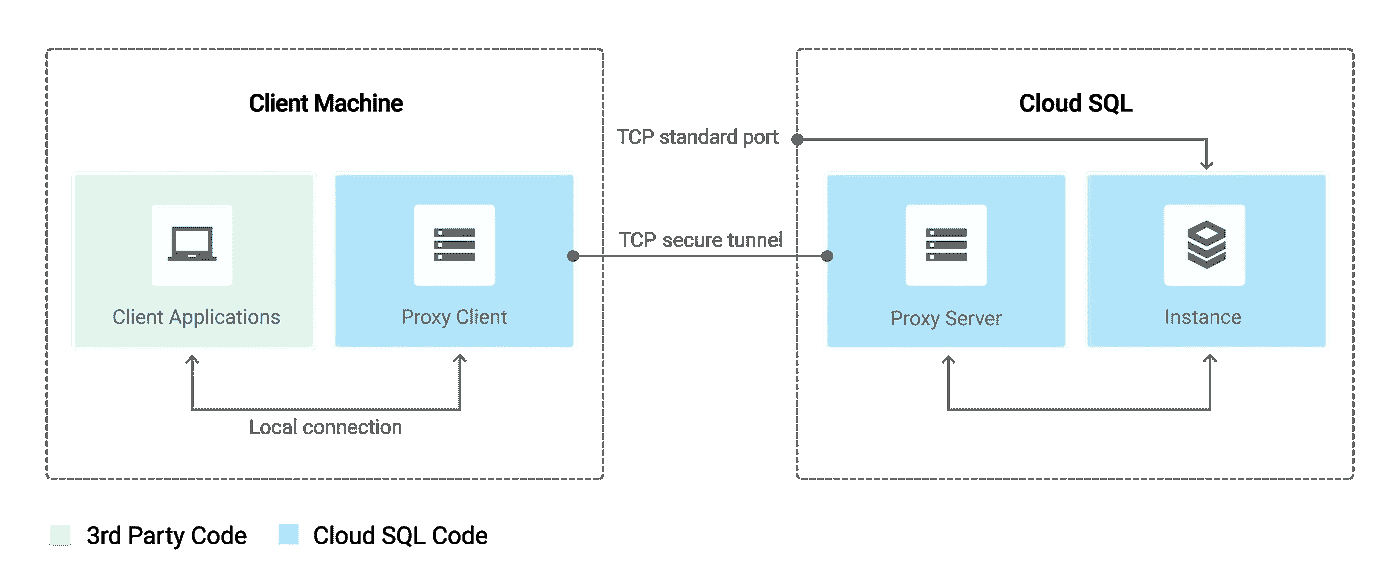 Client Machine
Cloud SQL
TCP standard port
TCP secure tunnel
Client Applications
Proxy Client
Proxy Server
Instance
Local connection
3rd Party Code
Cloud SQL Code